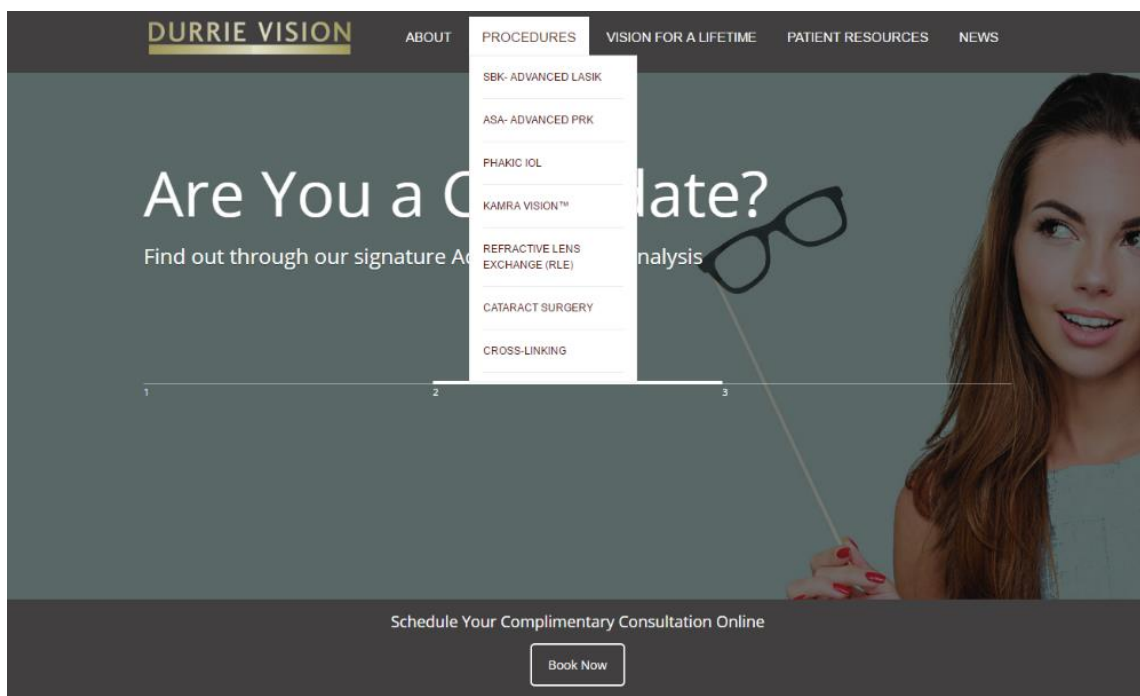 DURRIE VISION
ABOUT PROCEDURES VISION FOR A LIFETIME PATIENT RESOURCES NEWS
SBK- ADVANCED LASIK
ASA- ADVANCED PRK
PHAKIC IOL
KAMRA VISION™
REFRACTIVE LENS
EXCHANGE (RLE)
CATARACT SURGERY
CROSS-LINKING
Are You a
Find out through our signature
1 2 3
Schedule Your Complimentary Consultation Online
Book Now